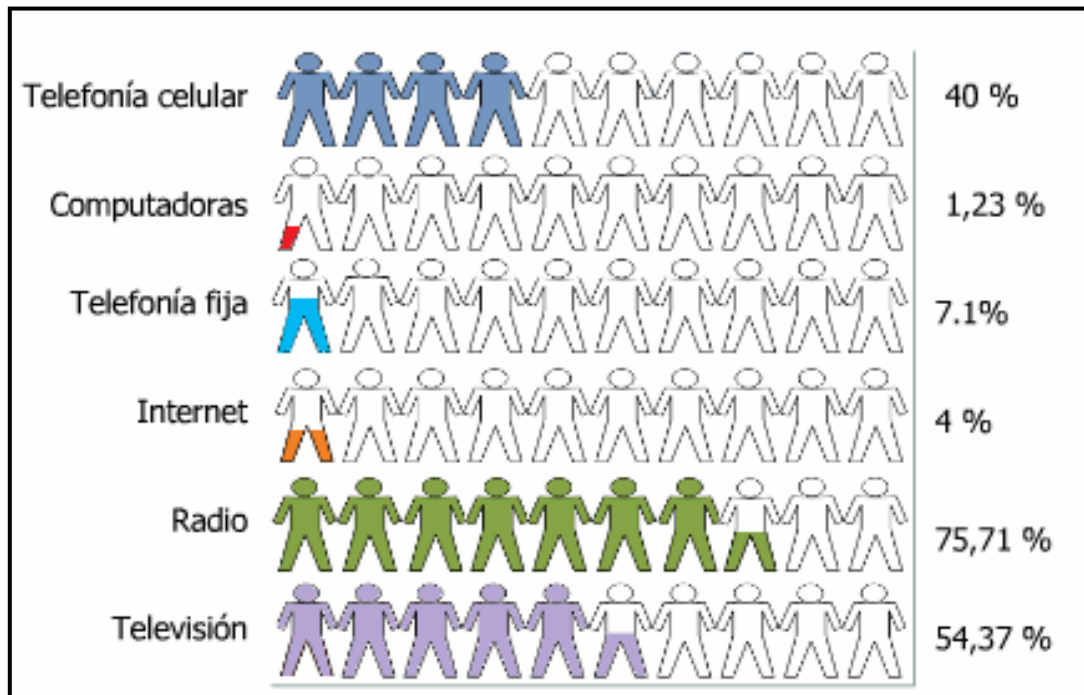 Telefonía celular 40 %
Computadoras 1,23 %
Telefonía fija 7.1%
Internet 4 %
Radio 75,71 %
Televisión 54,37 %